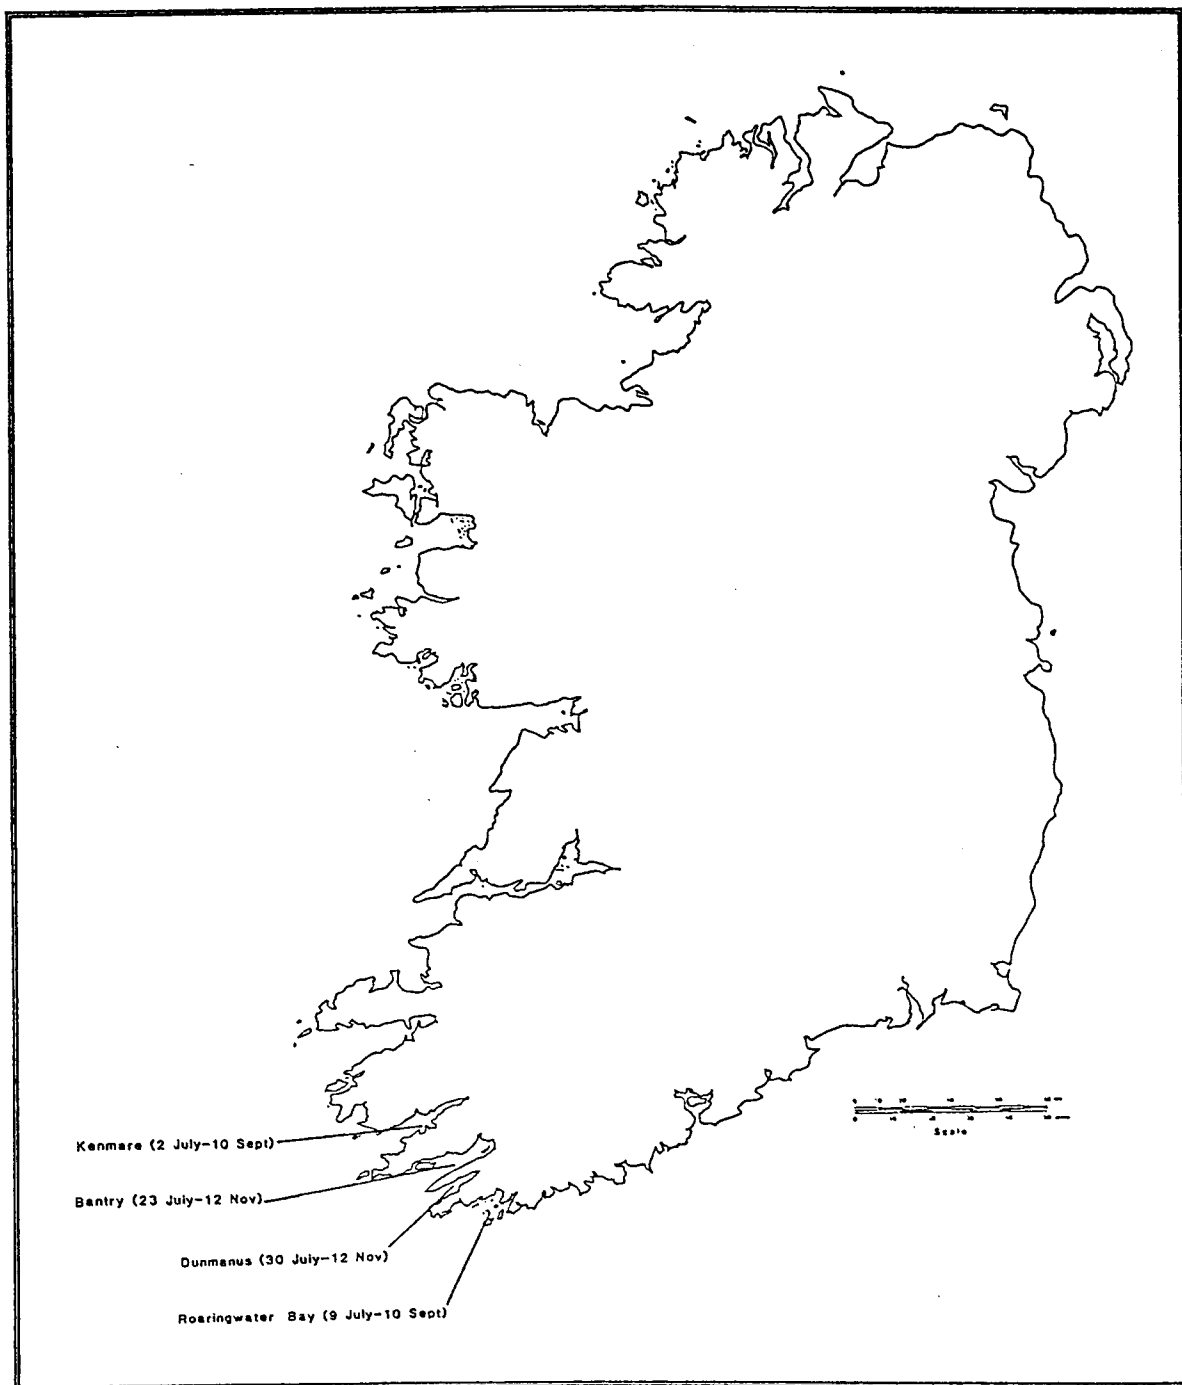 Kenmare (2 July-10 Sept)
Bantry (23 July-12 Nov)
Dunmanus (30 July-12 Nov)
Roaringwater Bay (9 July-10 Sept)
Scale